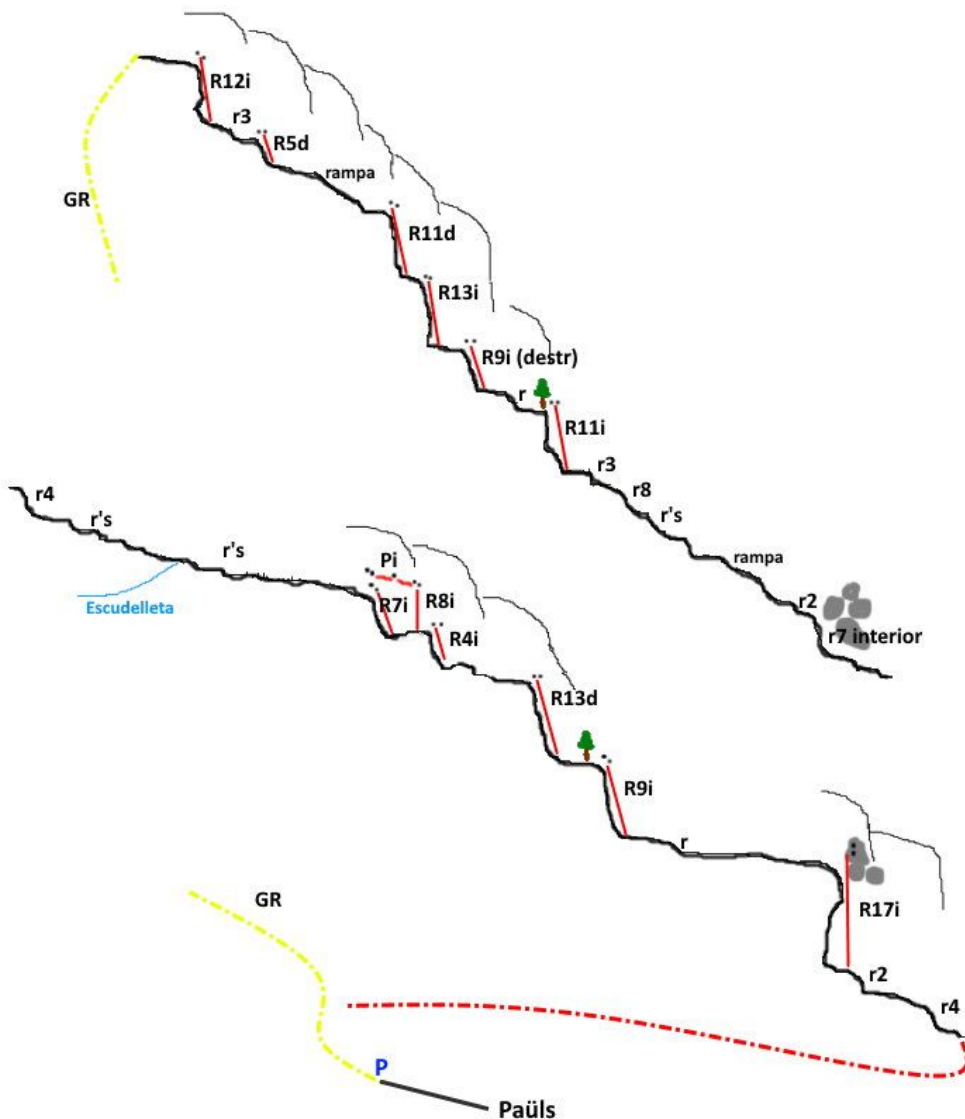 R12i
r3
R5d
rampa
GR
R11d
R13i
R9i (destr)
r
R11i
r3
r8
r's
rampa
r2
r7 interior
r4
r's
r's
Escudelleta
Pi
R7i
R8i
R4i
R13d
R9i
r
R17i
r2
r4
GR
P
Paüls